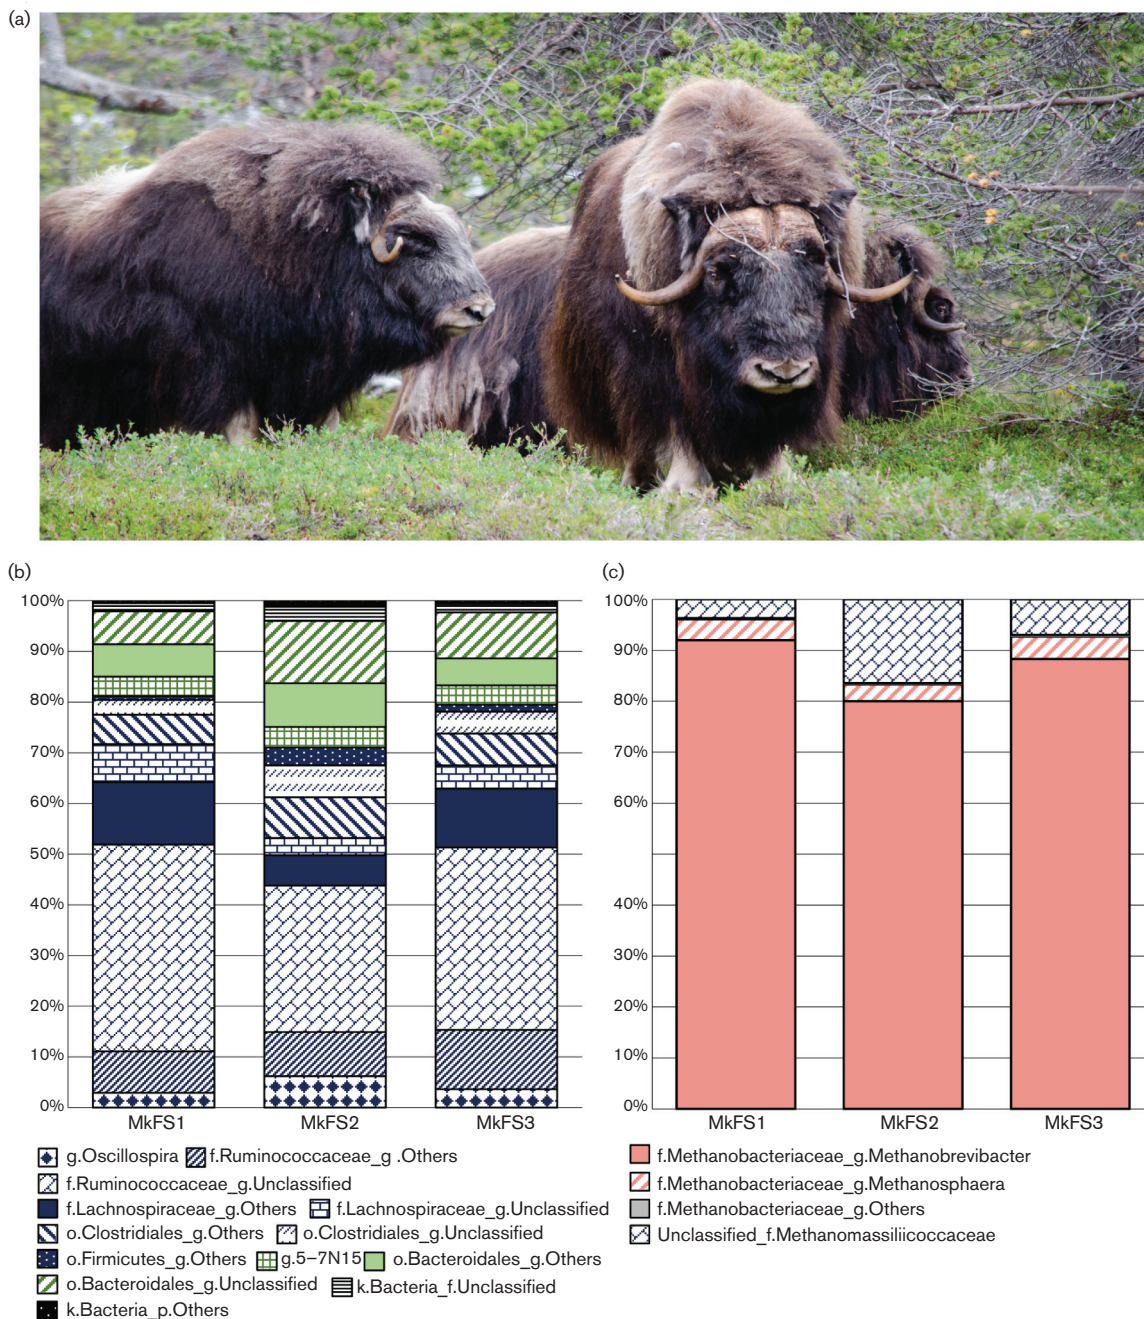 (a)
(b)
(c)
100%
90%
80%
70%
60%
50%
40%
30%
20%
10%
0%
MkFS1 MkFS2 MkFS3
g.Oscillospira f.Ruminococcaceae_g .Others
f.Ruminococcaceae_g.Unclassified
f.Lachnospiraceae_g.Others f.Lachnospiraceae_g.Unclassified
o.Clostridiales_g.Others o.Clostridiales_g.Unclassified
o.Firmicutes_g.Others g.5–7N15 o.Bacteroidales_g.Others
o.Bacteroidales_g.Unclassified k.Bacteria_f.Unclassified
k.Bacteria_p.Others
100%
90%
80%
70%
60%
50%
40%
30%
20%
10%
0%
MkFS1 MkFS2 MkFS3
f.Methanobacteriaceae_g.Methanobrevibacter
f.Methanobacteriaceae_g.Methanosphaera
f.Methanobacteriaceae_g.Others
Unclassified_f.Methanomassiliicoccaceae